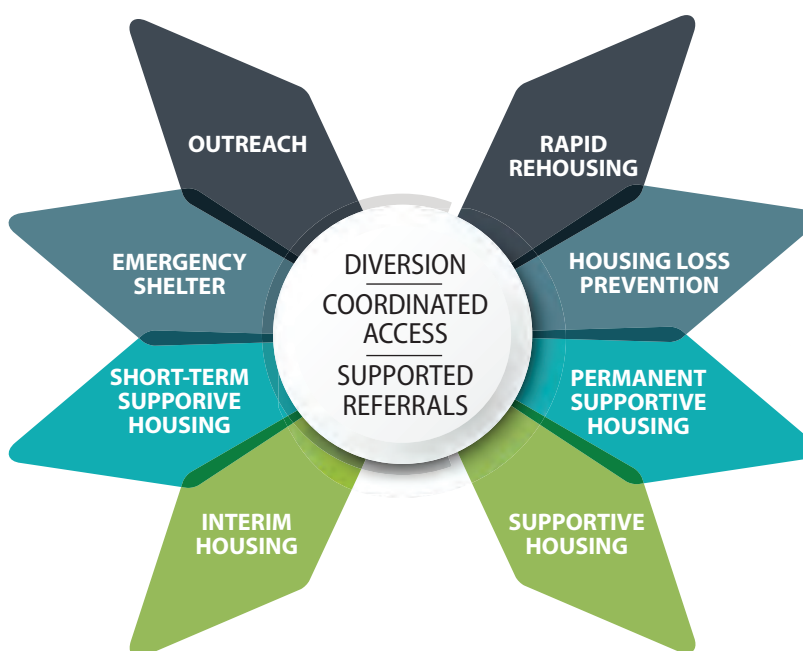 OUTREACH
RAPID
REHOUSING
EMERGENCY
SHELTER
DIVERSION
COORDINATED
ACCESS
SUPPORTED
REFERRALS
HOUSING LOSS
PREVENTION
SHORT-TERM
SUPPORIVE
HOUSING
PERMANENT
SUPPORTIVE
HOUSING
INTERIM
HOUSING
SUPPORTIVE
HOUSING